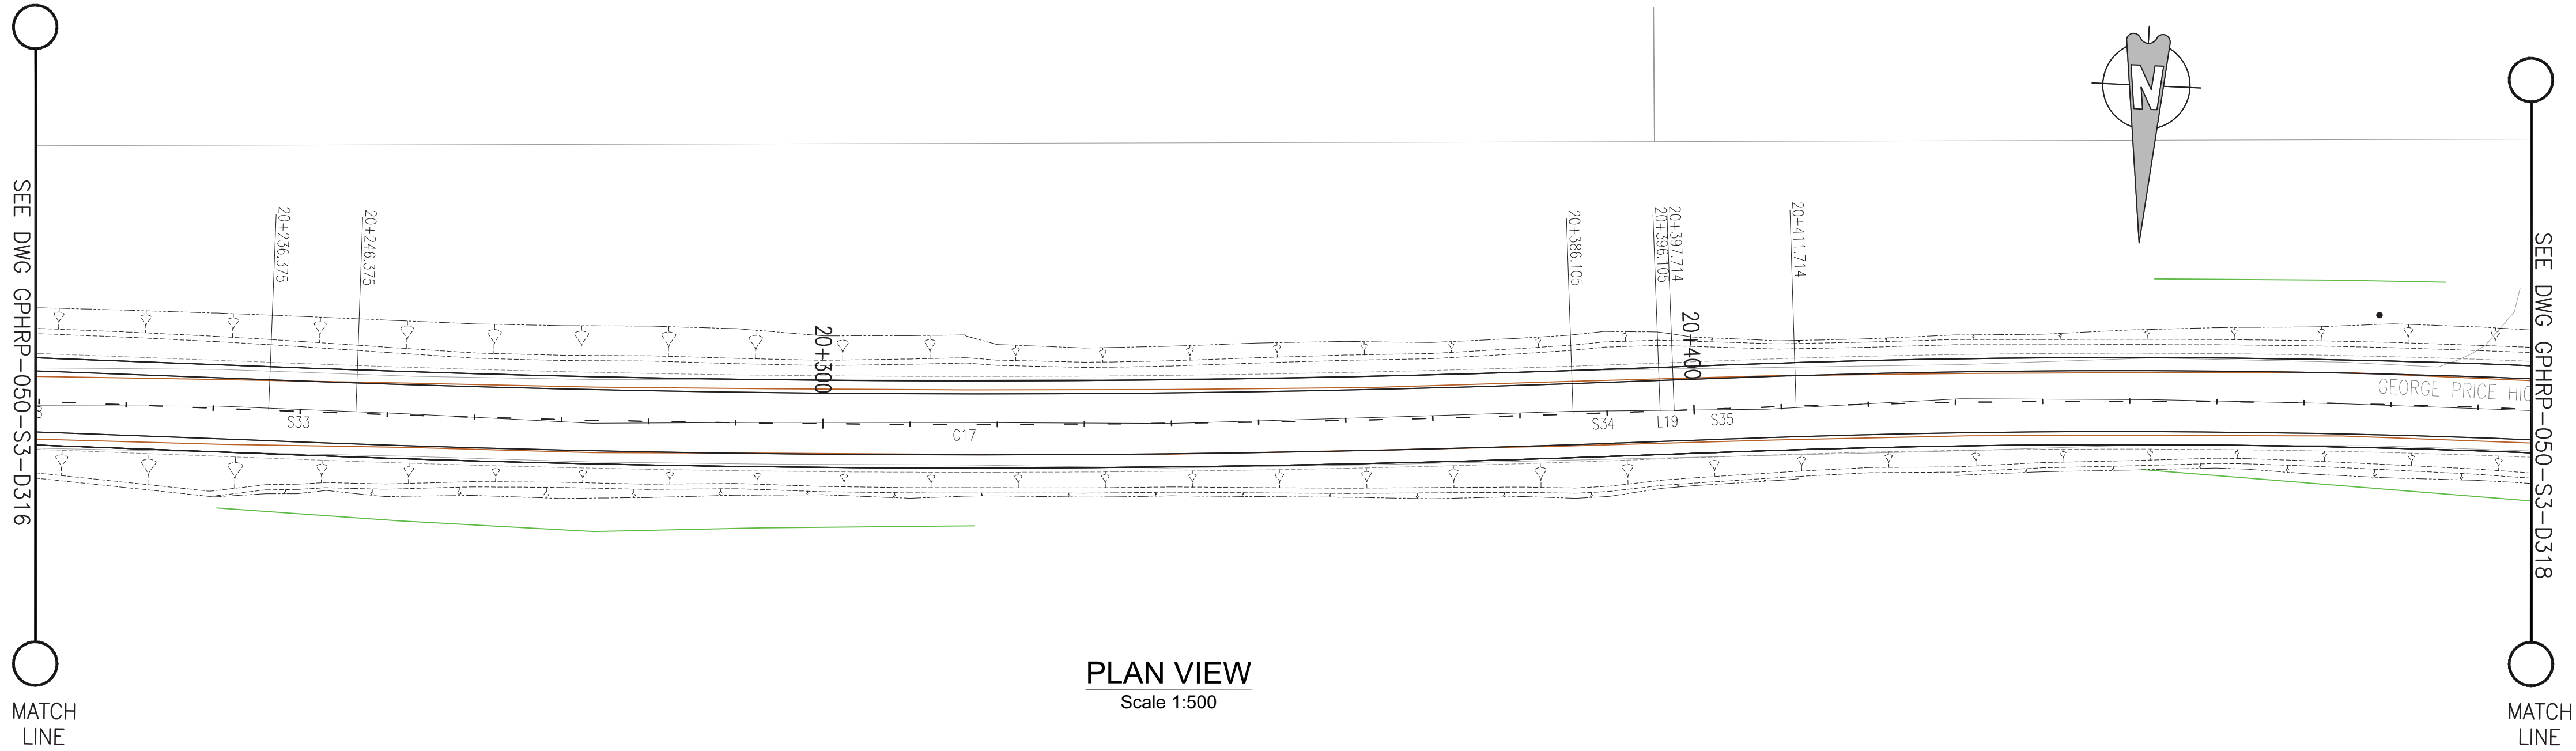 SEE DWG GPHRP-050-S3-D316
20+236.375
20+246.375
20+300
20+386.105
20+396.105
20+397.714
20+400
20+411.714
N
GEORGE PRICE HIG
SEE DWG GPHRP-050-S3-D318
S33
C17
S34
L19
S35
PLAN VIEW
Scale 1:500
MATCH
LINE
MATCH
LINE